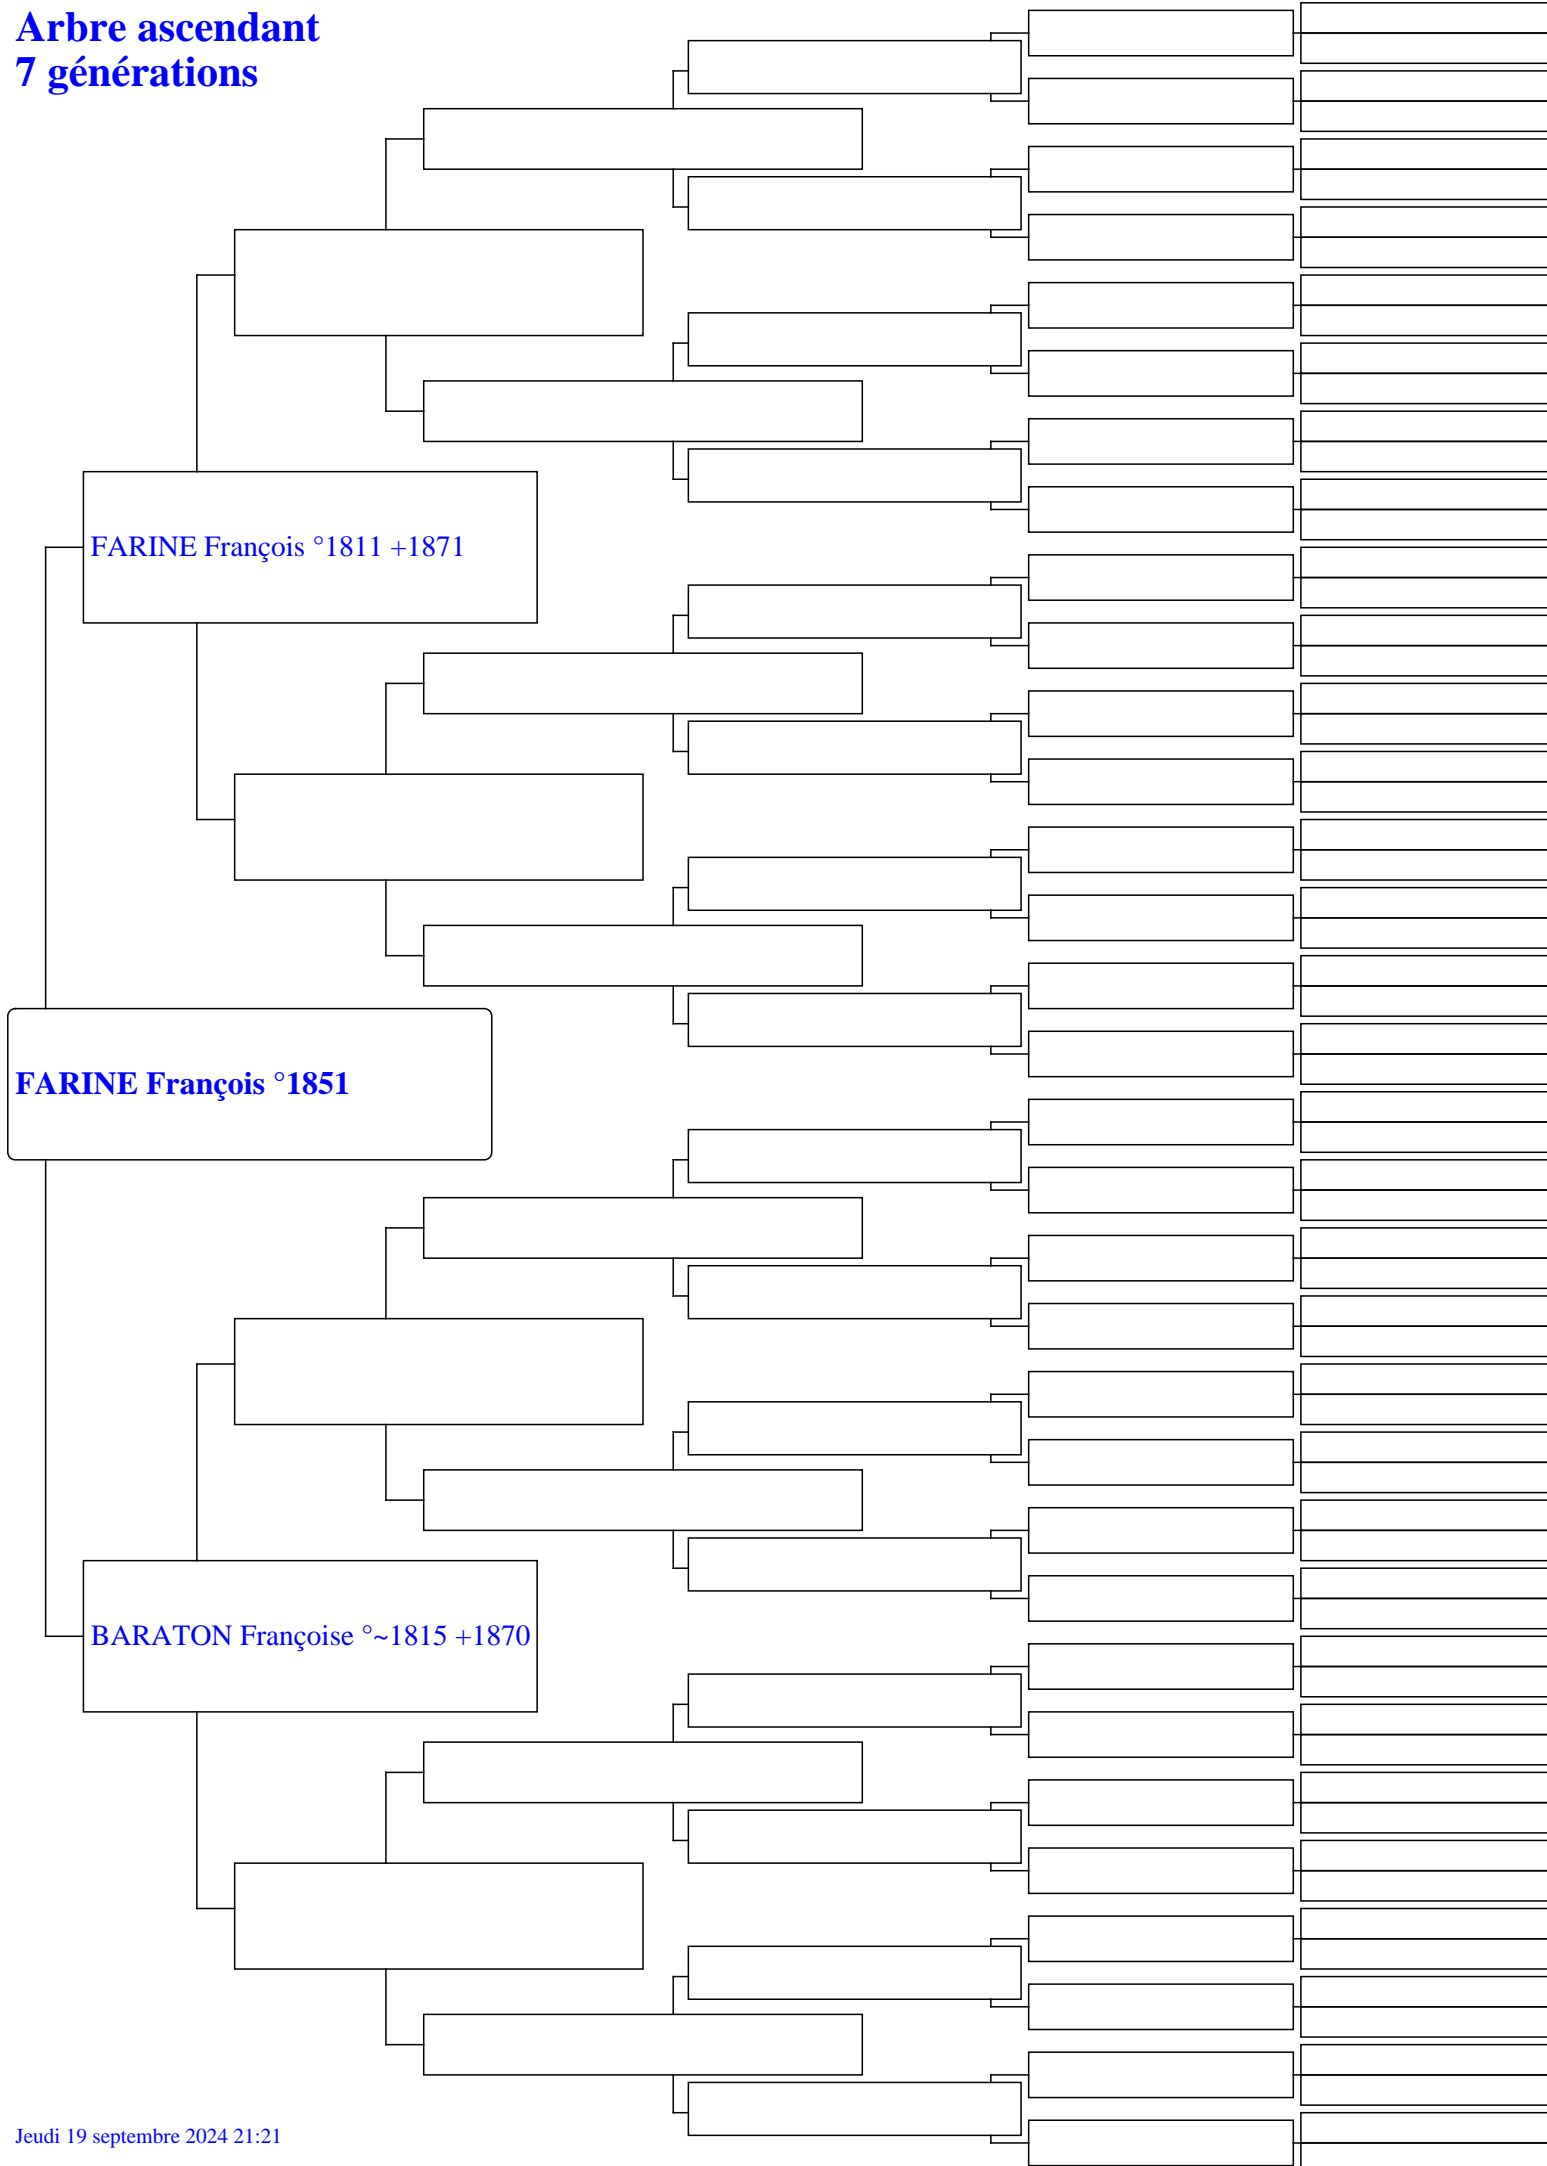 Arbre ascendant
7 générations
FARINE François °1811 +1871
FARINE François °1851
BARATON Françoise °~1815 +1870
Jeudi 19 septembre 2024 21:21